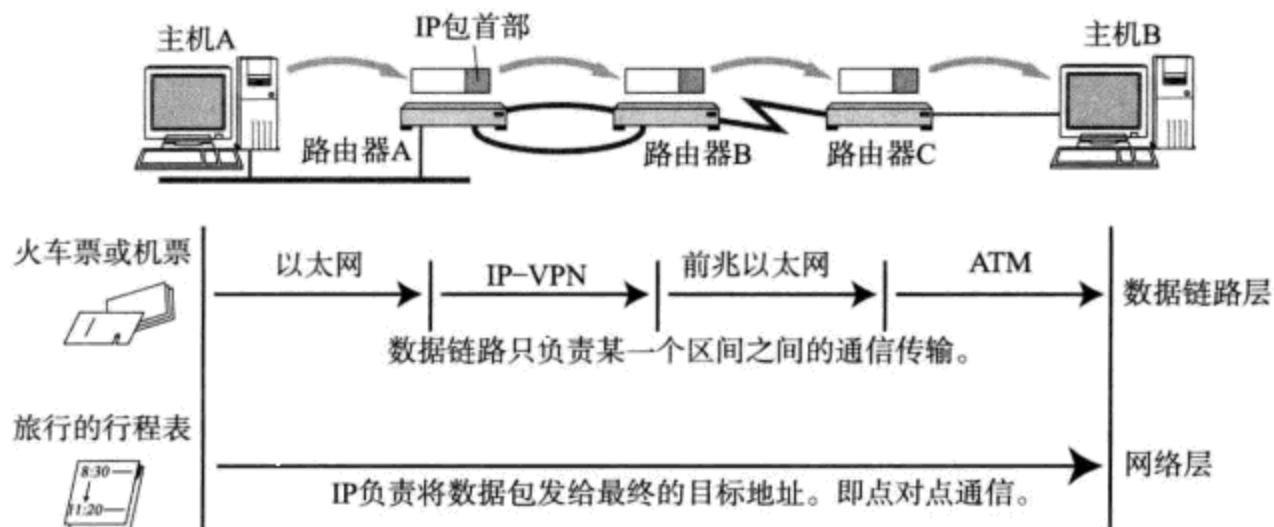 IP包首部
主机A
主机B
路由器A
路由器B
路由器C
火车票或机票
以太网
IP-VPN
前兆以太网
ATM
数据链路层
数据链路只负责某一个区间之间的通信传输。
旅行的行程表
8:30
11:20
网络层
IP负责将数据包发给最终的目标地址。即点对点通信。